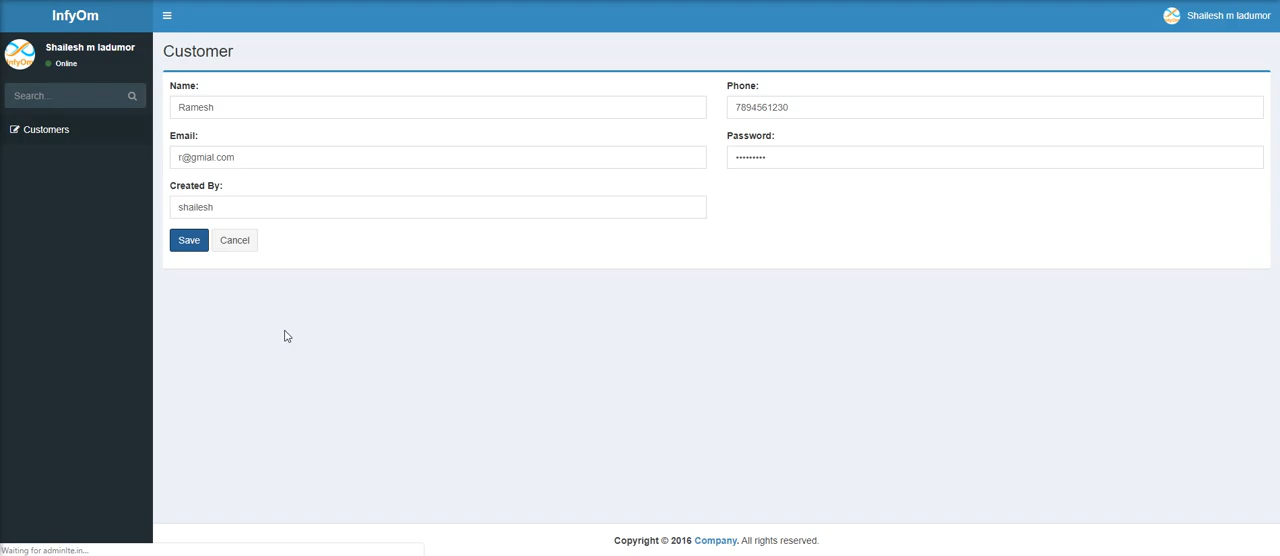 InfyOm
Shailesh m ladumor
Shailesh m ladumor
Online
Search...
Customers
Customer
Name:
Phone:
Ramesh
7894561230
Email:
Password:
r@gmial.com
•••••••••
Created By:
shailesh
Save Cancel
Copyright © 2016 Company. All rights reserved.
Waiting for adminlte.in...